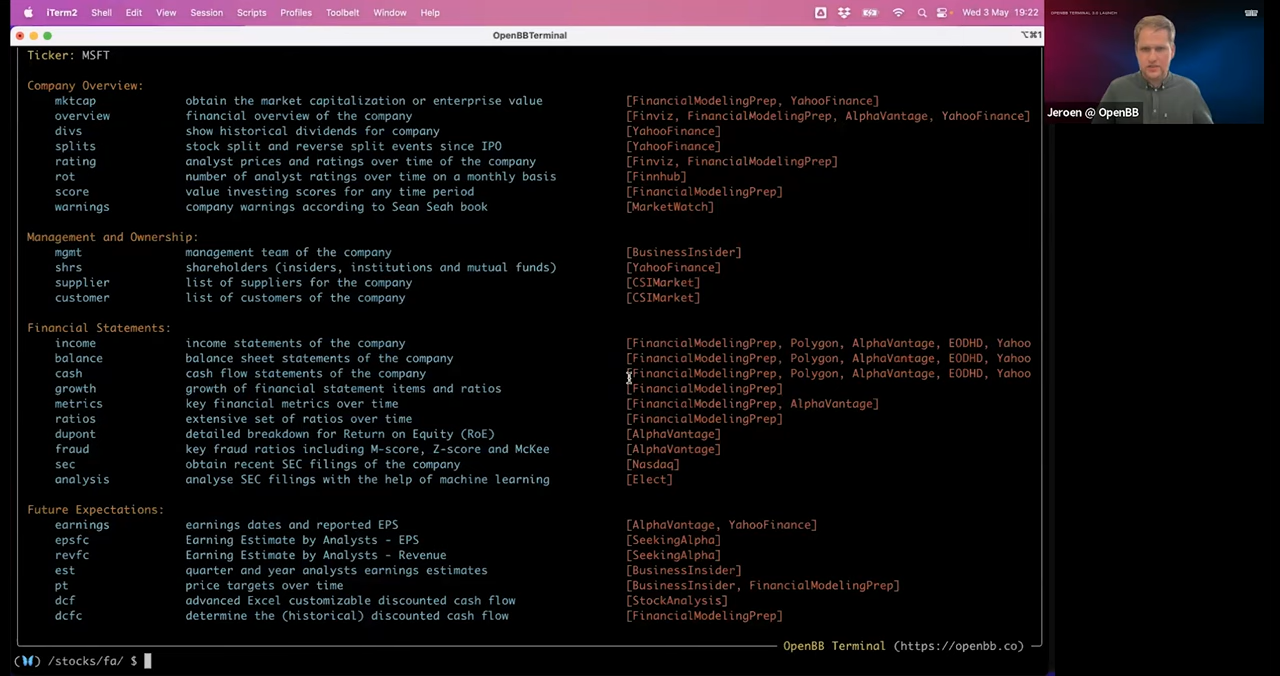 iTerm2 Shell Edit View Session Scripts Profiles Toolbelt Window Help Wed 3 May 19:22
OpenBBTerminal ⌥⌘1
OPENBB TERMINAL 3.0 LAUNCH
Jeroen @ OpenBB
Ticker: MSFT
Company Overview:
mktcap obtain the market capitalization or enterprise value [FinancialModelingPrep, YahooFinance]
overview financial overview of the company [Finviz, FinancialModelingPrep, AlphaVantage, YahooFinance]
divs show historical dividends for company [YahooFinance]
splits stock split and reverse split events since IPO [YahooFinance]
rating analyst prices and ratings over time of the company [Finviz, FinancialModelingPrep]
rot number of analyst ratings over time on a monthly basis [Finnhub]
score value investing scores for any time period [FinancialModelingPrep]
warnings company warnings according to Sean Seah book [MarketWatch]
Management and Ownership:
mgmt management team of the company [BusinessInsider]
shrs shareholders (insiders, institutions and mutual funds) [YahooFinance]
supplier list of suppliers for the company [CSIMarket]
customer list of customers of the company [CSIMarket]
Financial Statements:
income income statements of the company [FinancialModelingPrep, Polygon, AlphaVantage, EODHD, Yahoo
balance balance sheet statements of the company [FinancialModelingPrep, Polygon, AlphaVantage, EODHD, Yahoo
cash cash flow statements of the company [FinancialModelingPrep, Polygon, AlphaVantage, EODHD, Yahoo
growth growth of financial statement items and ratios [FinancialModelingPrep]
metrics key financial metrics over time [FinancialModelingPrep, AlphaVantage]
ratios extensive set of ratios over time [FinancialModelingPrep]
dupont detailed breakdown for Return on Equity (RoE) [AlphaVantage]
fraud key fraud ratios including M-score, Z-score and McKee [AlphaVantage]
sec obtain recent SEC filings of the company [Nasdaq]
analysis analyse SEC filings with the help of machine learning [Elect]
Future Expectations:
earnings earnings dates and reported EPS [AlphaVantage, YahooFinance]
epsfc Earning Estimate by Analysts - EPS [SeekingAlpha]
revfc Earning Estimate by Analysts - Revenue [SeekingAlpha]
est quarter and year analysts earnings estimates [BusinessInsider]
pt price targets over time [BusinessInsider, FinancialModelingPrep]
dcf advanced Excel customizable discounted cash flow [StockAnalysis]
dcfc determine the (historical) discounted cash flow [FinancialModelingPrep]
OpenBB Terminal (https://openbb.co)
(🦋) /stocks/fa/ $